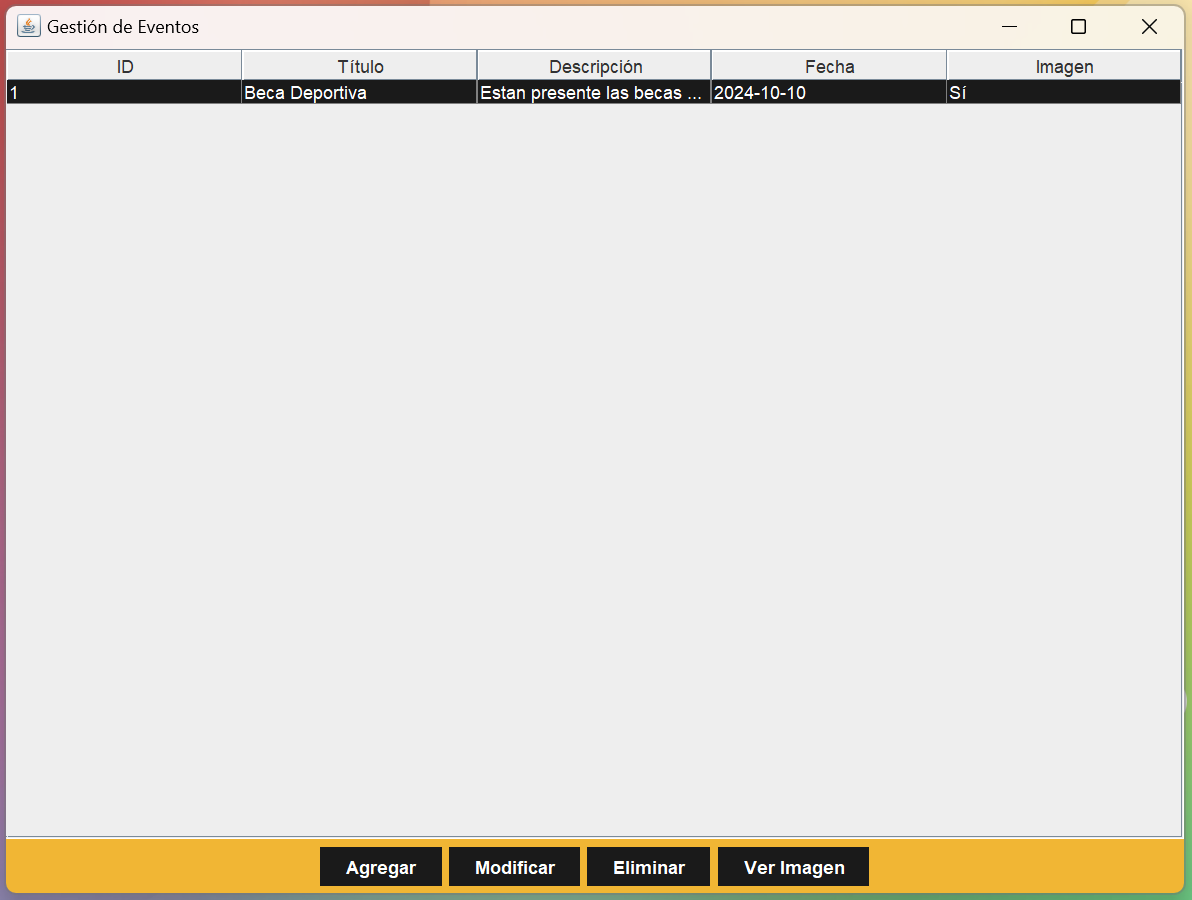 Gestión de Eventos
ID Título Descripción Fecha Imagen
1 Beca Deportiva Estan presente las becas ... 2024-10-10 Sí
Agregar Modificar Eliminar Ver Imagen